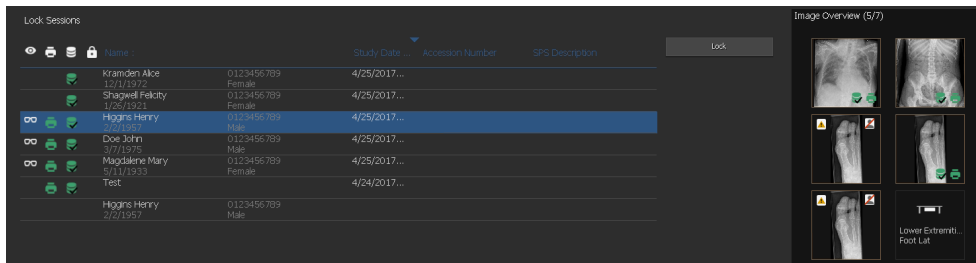 Lock Sessions
Image Overview (5/7)
Name :
Study Date ...
Accession Number
SPS Description
Lock
Kramden Alice
0123456789
4/25/2017...
12/1/1972
Female
Shagwell Felicity
0123456789
4/25/2017...
1/26/1921
Female
Higgins Henry
0123456789
4/25/2017...
2/2/1957
Male
Doe John
0123456789
4/25/2017...
3/7/1975
Male
Magdalene Mary
0123456789
4/25/2017...
5/11/1933
Female
Test
4/24/2017...
Higgins Henry
0123456789
2/2/1957
Male
Lower Extremiti...
Foot Lat